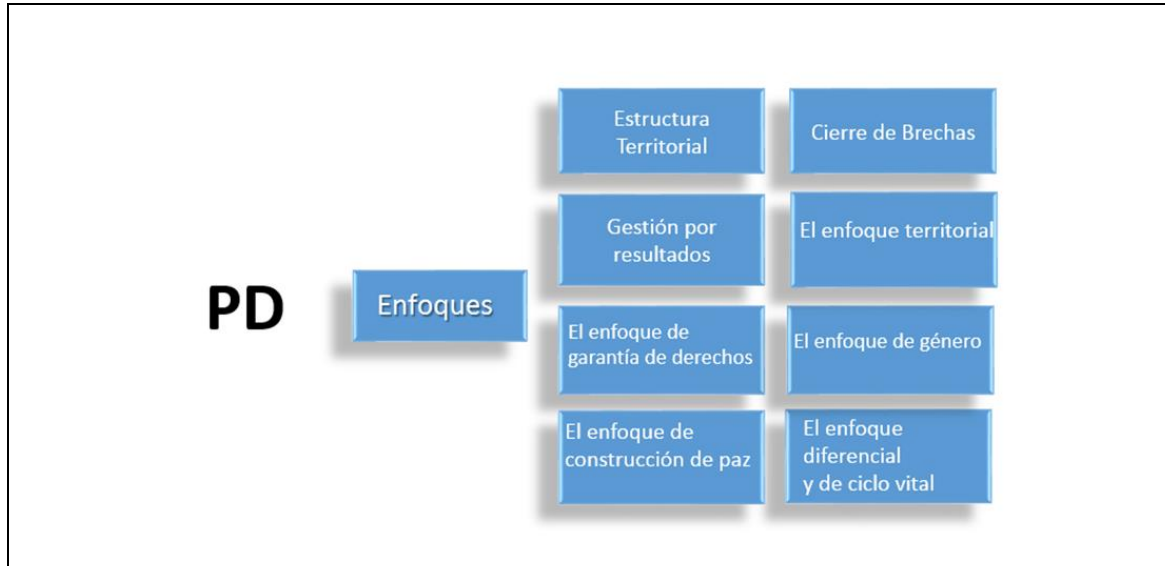 PD
Enfoques
Estructura
Territorial
Cierre de Brechas
Gestión por
resultados
El enfoque territorial
El enfoque de
garantía de derechos
El enfoque de género
El enfoque de
construcción de paz
El enfoque
diferencial
y de ciclo vital